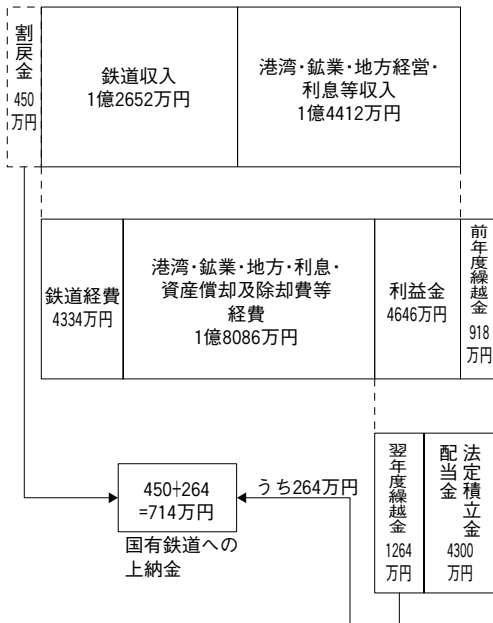 割戻金
450
万円
鉄道収入
1億2652万円
港湾・鉱業・地方経営・
利息等収入
1億4412万円
鉄道経費
4334万円
港湾・鉱業・地方・利息・
資産償却及除却費等
経費
1億8086万円
利益金
4646万円
前年度繰越金
918
万円
450+264
=714万円
うち264万円
国有鉄道への
上納金
翌年度繰越金
1264
万円
法定積立金
配当金
4300
万円